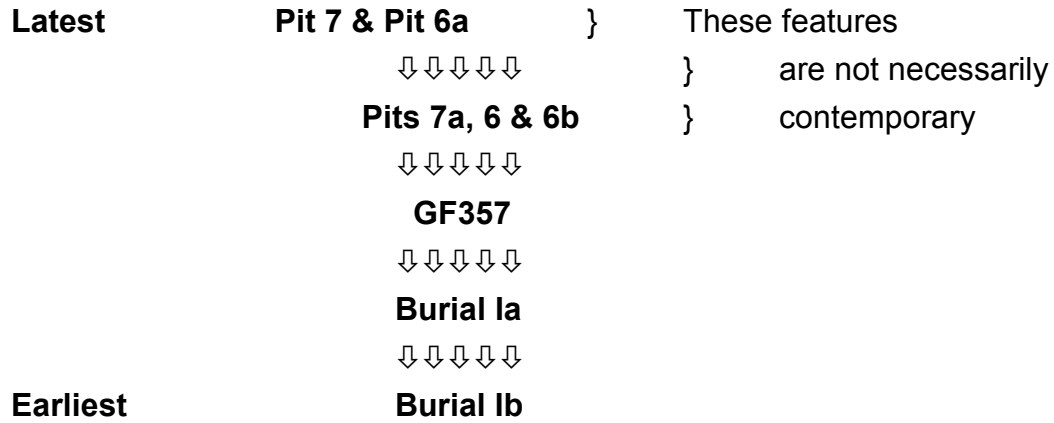 Latest Pit 7 & Pit 6a } These features
⇩⇩⇩⇩⇩ } are not necessarily
Pits 7a, 6 & 6b } contemporary
⇩⇩⇩⇩⇩
GF357
⇩⇩⇩⇩⇩
Burial Ia
⇩⇩⇩⇩⇩
Earliest Burial Ib